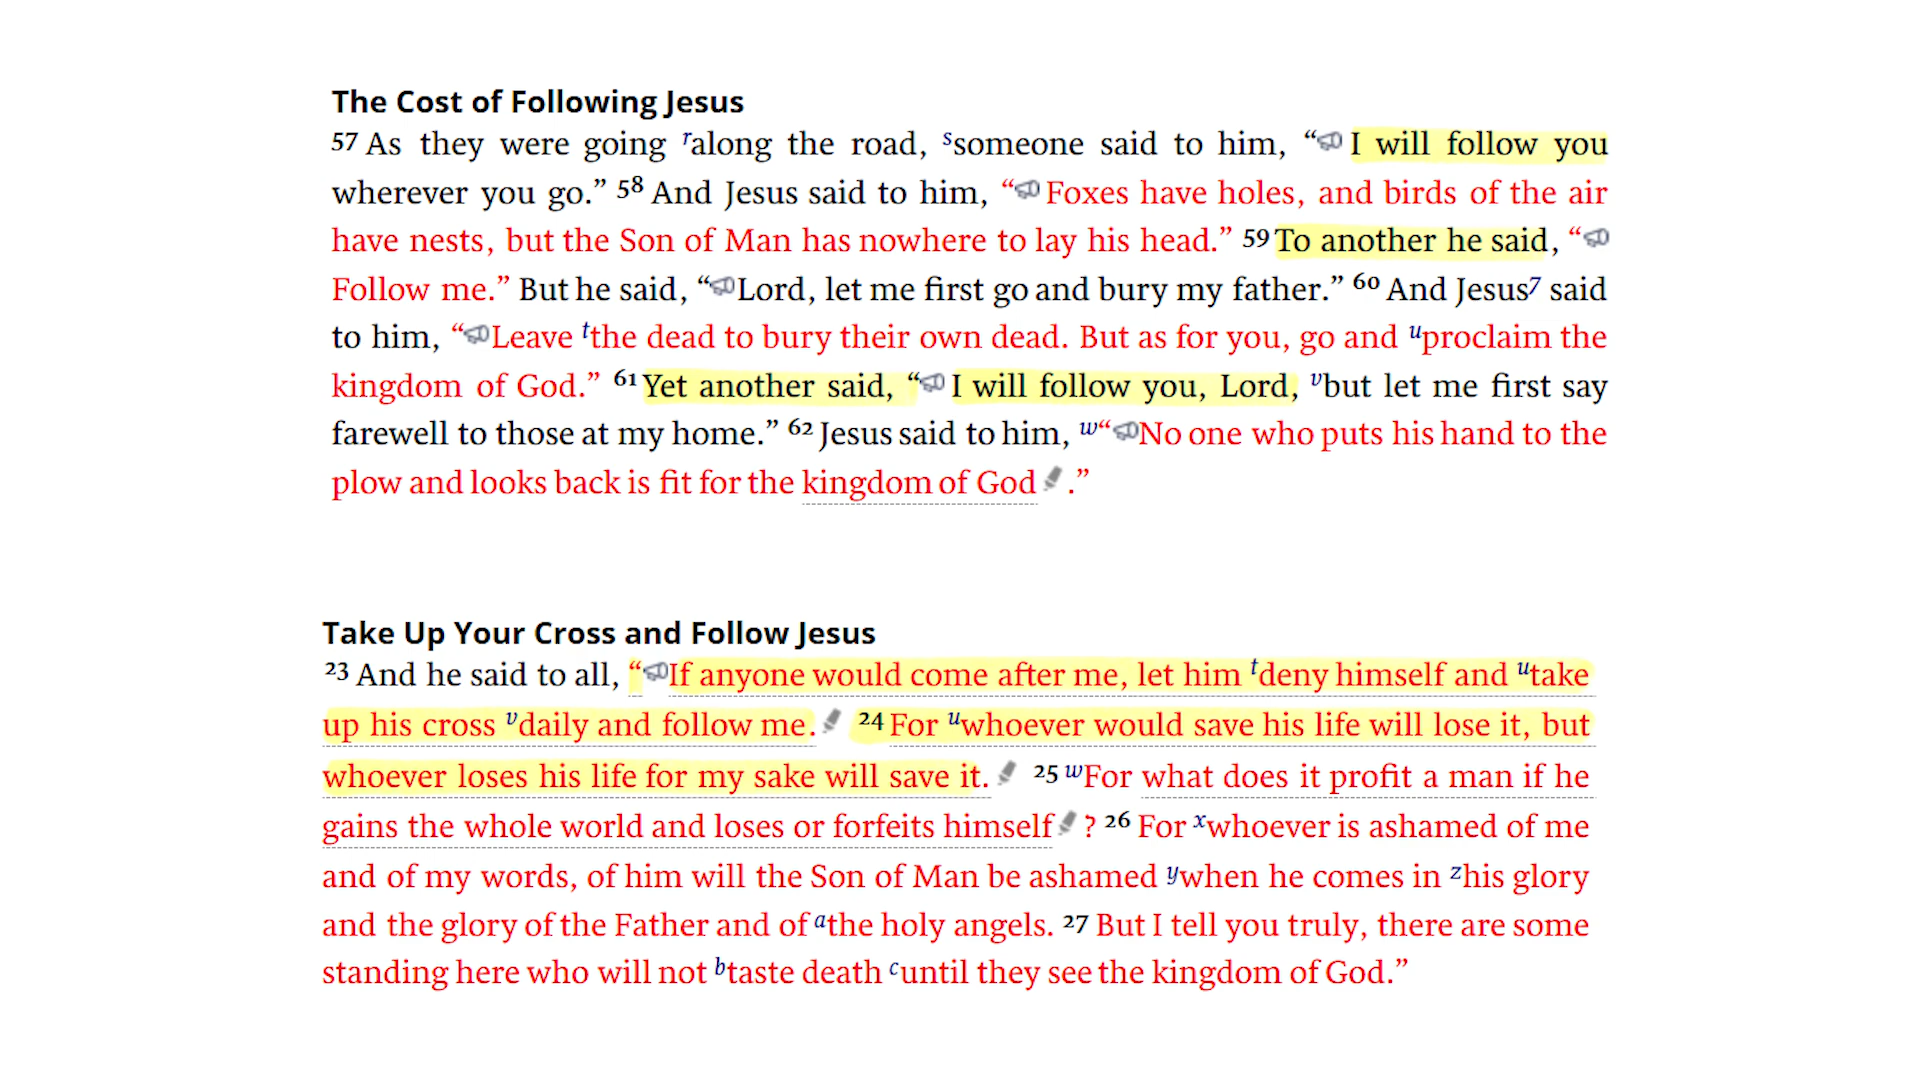 The Cost of Following Jesus
57 As they were going ralong the road, ssomeone said to him, “I will follow you
wherever you go.” 58 And Jesus said to him, “Foxes have holes, and birds of the air
have nests, but the Son of Man has nowhere to lay his head.” 59 To another he said, “
Follow me.” But he said, “Lord, let me first go and bury my father.” 60 And Jesus7 said
to him, “Leave tthe dead to bury their own dead. But as for you, go and uproclaim the
kingdom of God.” 61 Yet another said, “I will follow you, Lord, vbut let me first say
farewell to those at my home.” 62 Jesus said to him, w“No one who puts his hand to the
plow and looks back is fit for the kingdom of God.”
Take Up Your Cross and Follow Jesus
23 And he said to all, “If anyone would come after me, let him tdeny himself and utake
up his cross vdaily and follow me. 24 For uwhoever would save his life will lose it, but
whoever loses his life for my sake will save it. 25 wFor what does it profit a man if he
gains the whole world and loses or forfeits himself? 26 For xwhoever is ashamed of me
and of my words, of him will the Son of Man be ashamed ywhen he comes in zhis glory
and the glory of the Father and of athe holy angels. 27 But I tell you truly, there are some
standing here who will not btaste death cuntil they see the kingdom of God.”